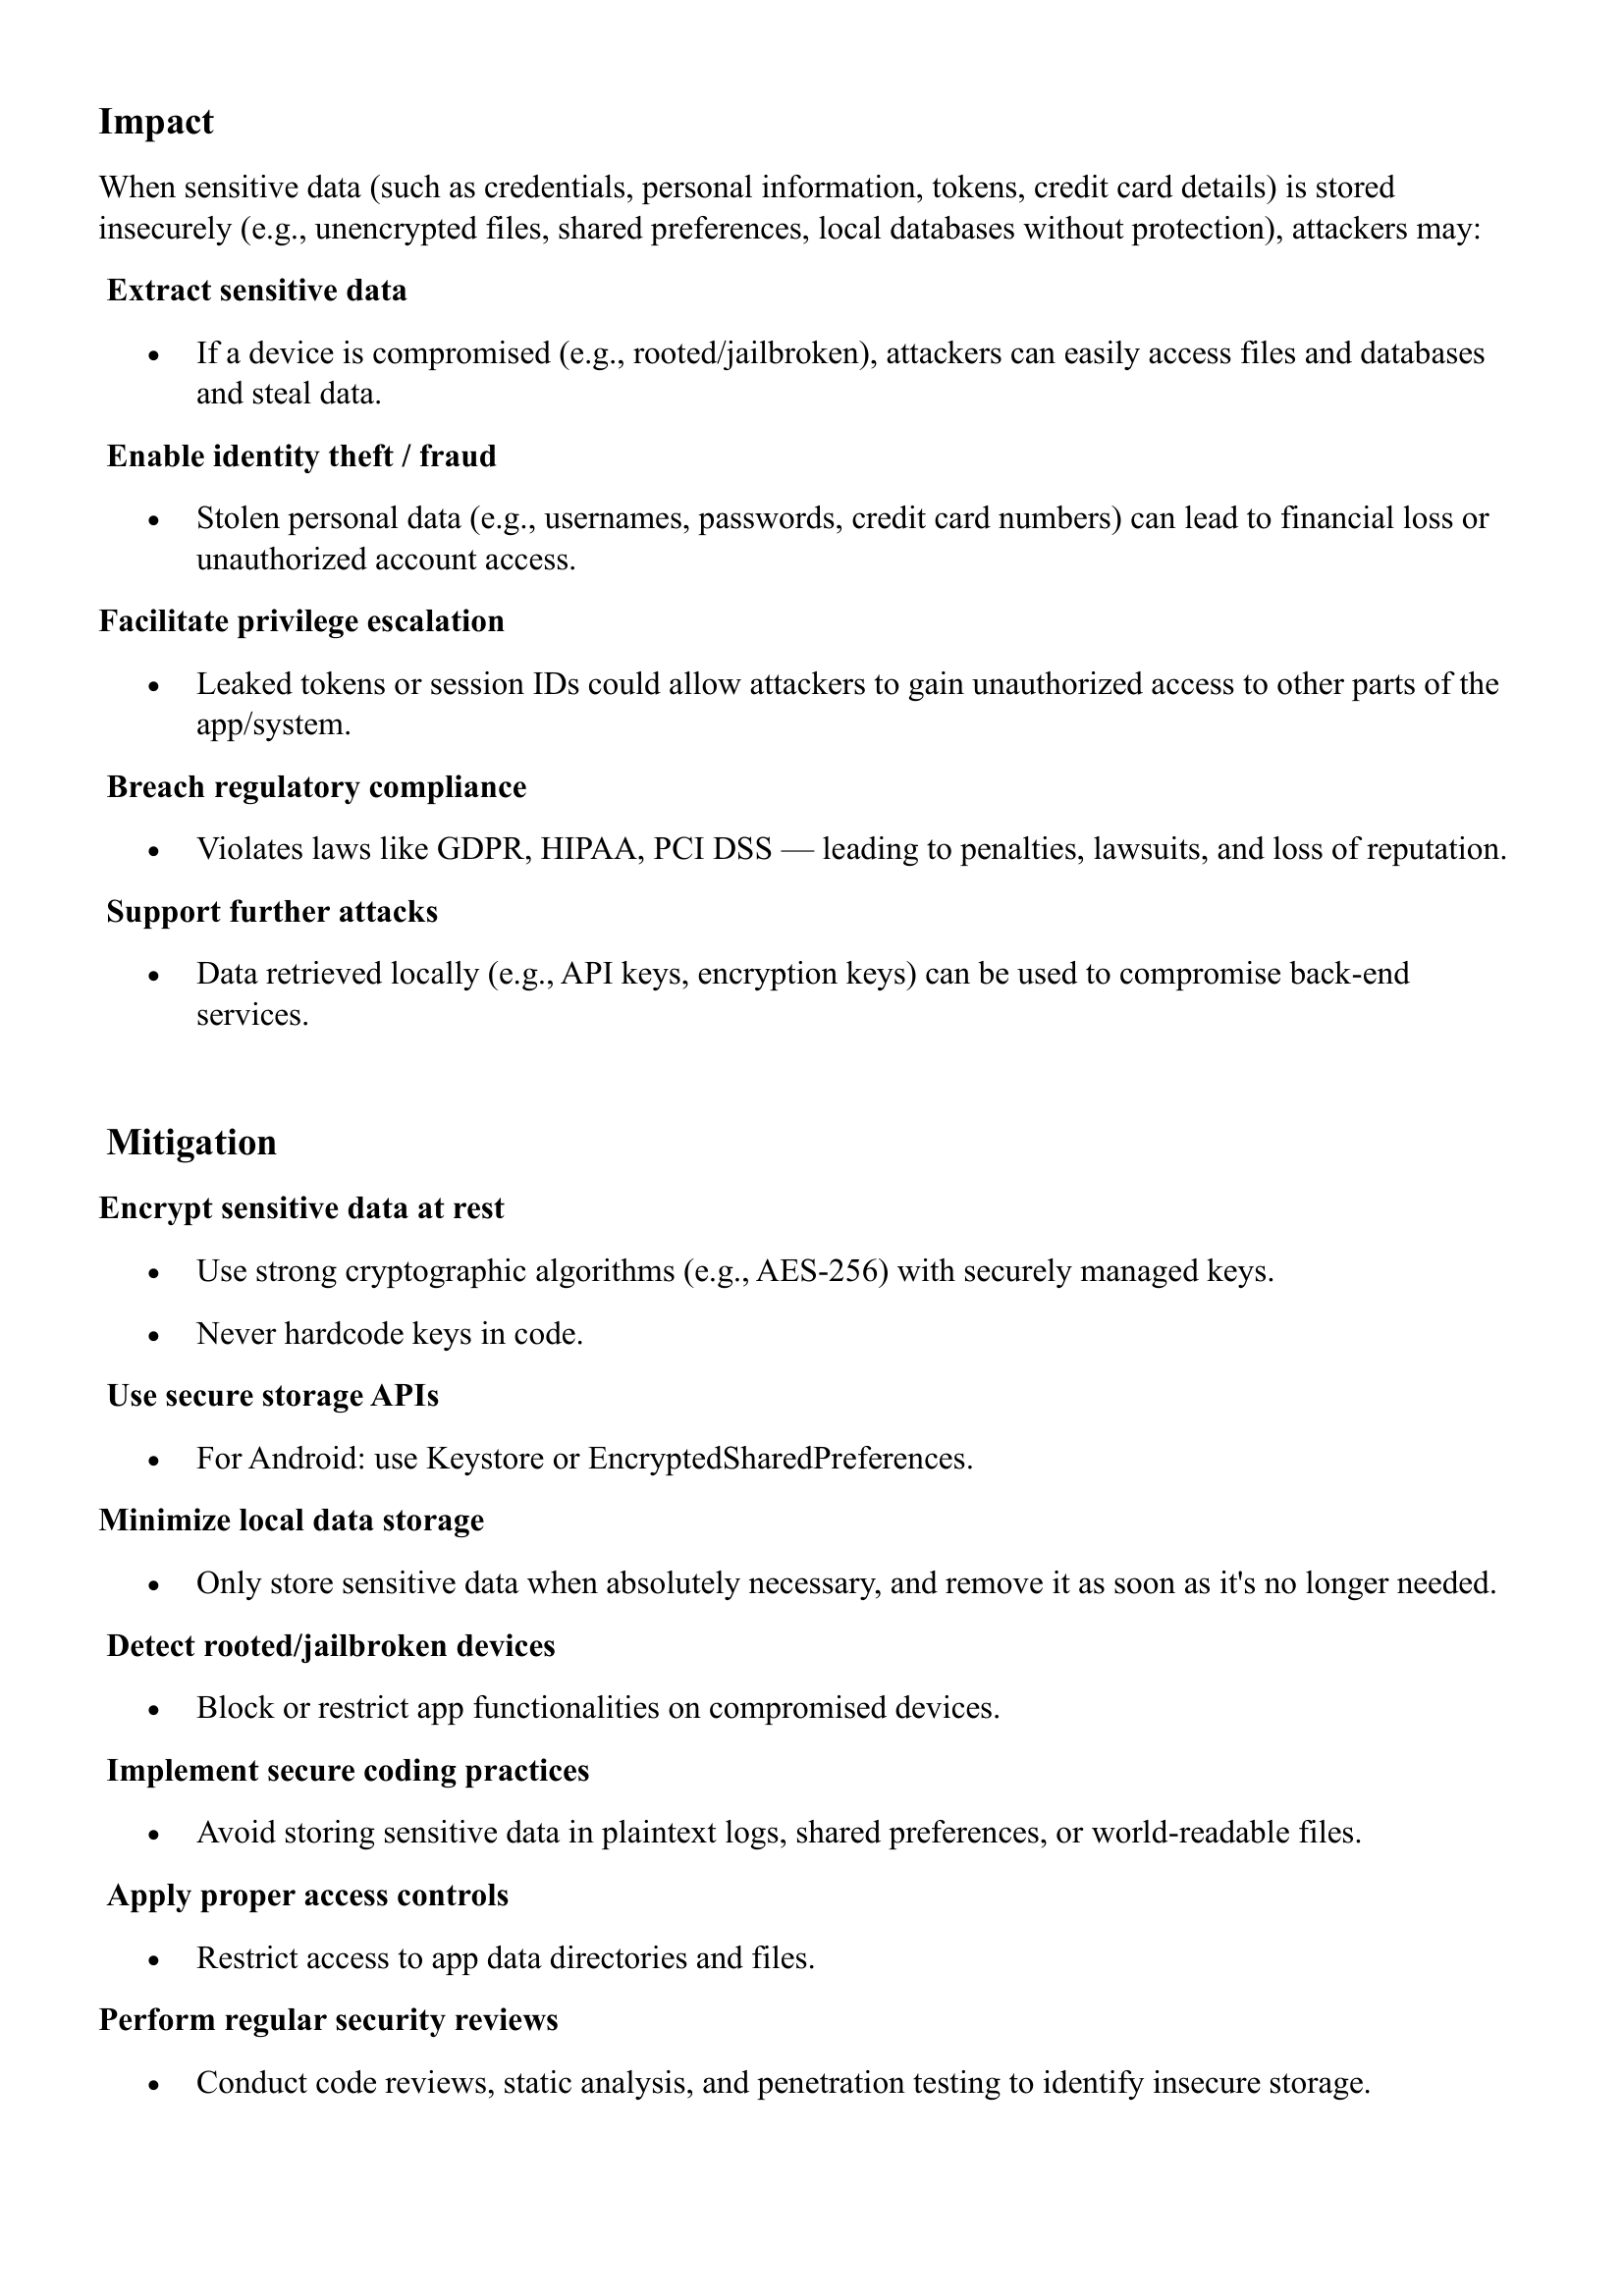 Impact
When sensitive data (such as credentials, personal information, tokens, credit card details) is stored
insecurely (e.g., unencrypted files, shared preferences, local databases without protection), attackers may:
Extract sensitive data
• If a device is compromised (e.g., rooted/jailbroken), attackers can easily access files and databases
and steal data.
Enable identity theft / fraud
• Stolen personal data (e.g., usernames, passwords, credit card numbers) can lead to financial loss or
unauthorized account access.
Facilitate privilege escalation
• Leaked tokens or session IDs could allow attackers to gain unauthorized access to other parts of the
app/system.
Breach regulatory compliance
• Violates laws like GDPR, HIPAA, PCI DSS — leading to penalties, lawsuits, and loss of reputation.
Support further attacks
• Data retrieved locally (e.g., API keys, encryption keys) can be used to compromise back-end
services.
Mitigation
Encrypt sensitive data at rest
• Use strong cryptographic algorithms (e.g., AES-256) with securely managed keys.
• Never hardcode keys in code.
Use secure storage APIs
• For Android: use Keystore or EncryptedSharedPreferences.
Minimize local data storage
• Only store sensitive data when absolutely necessary, and remove it as soon as it's no longer needed.
Detect rooted/jailbroken devices
• Block or restrict app functionalities on compromised devices.
Implement secure coding practices
• Avoid storing sensitive data in plaintext logs, shared preferences, or world-readable files.
Apply proper access controls
• Restrict access to app data directories and files.
Perform regular security reviews
• Conduct code reviews, static analysis, and penetration testing to identify insecure storage.